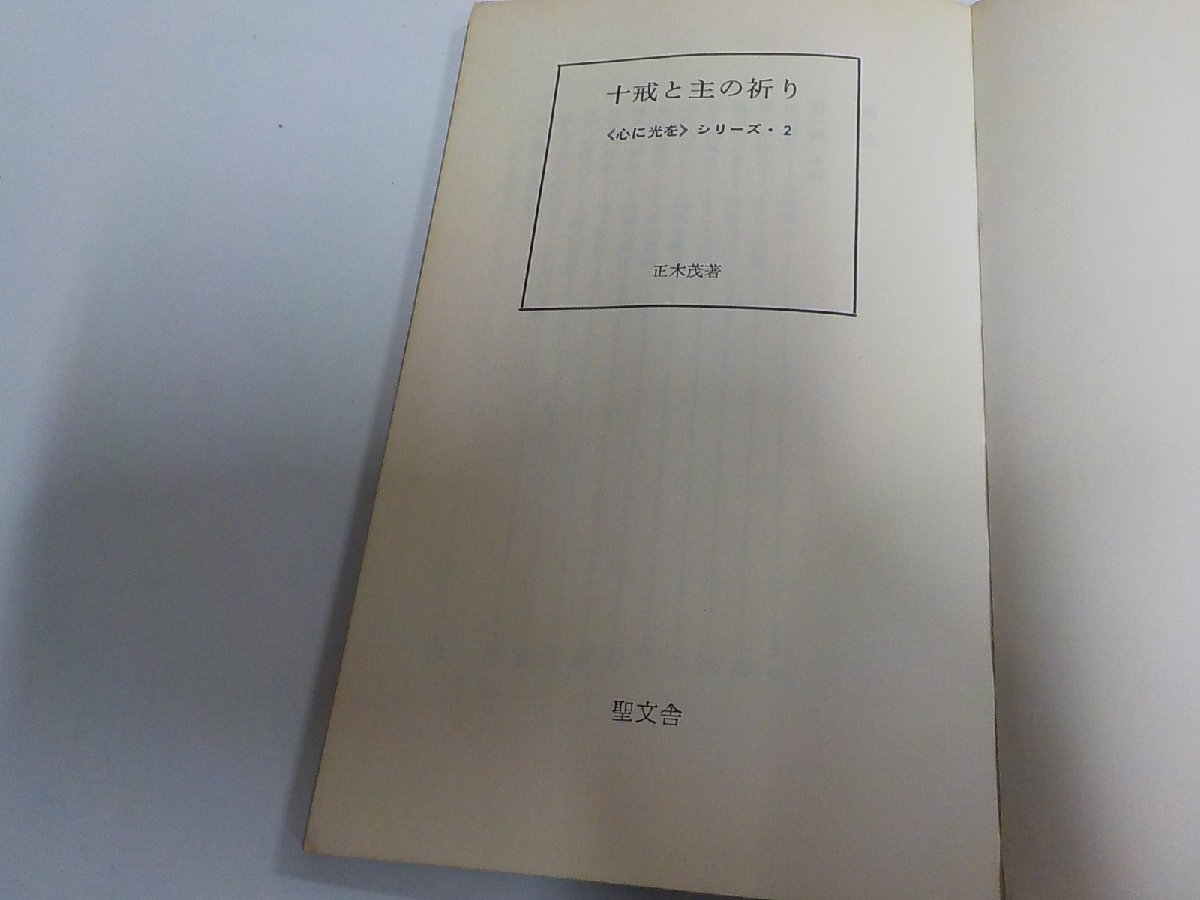 十戒と主の祈り
〈心に光を〉シリーズ・2
正木茂著
聖文舎